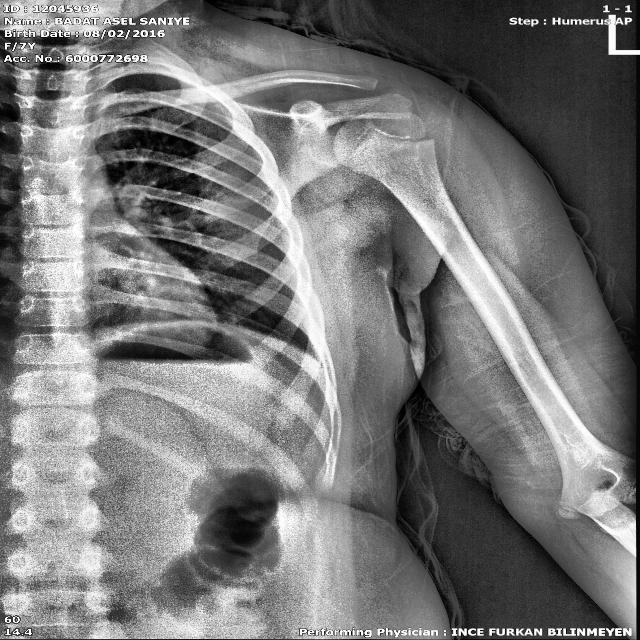 ID : 12045936
Name : BADAT ASEL SANIYE
Birth Date : 08/02/2016
F/7Y
Acc. No.: 6000772698
1 - 1
Step : Humerus AP
L
60
14.4
Performing Physician : INCE FURKAN BILINMEYEN